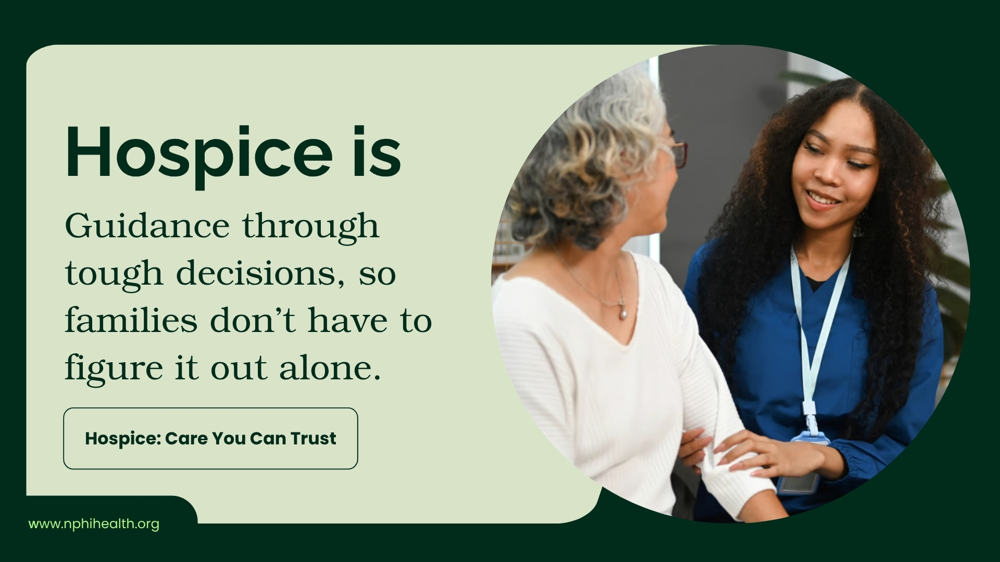 Hospice is
Guidance through
tough decisions, so
families don’t have to
figure it out alone.
Hospice: Care You Can Trust
www.nphihealth.org